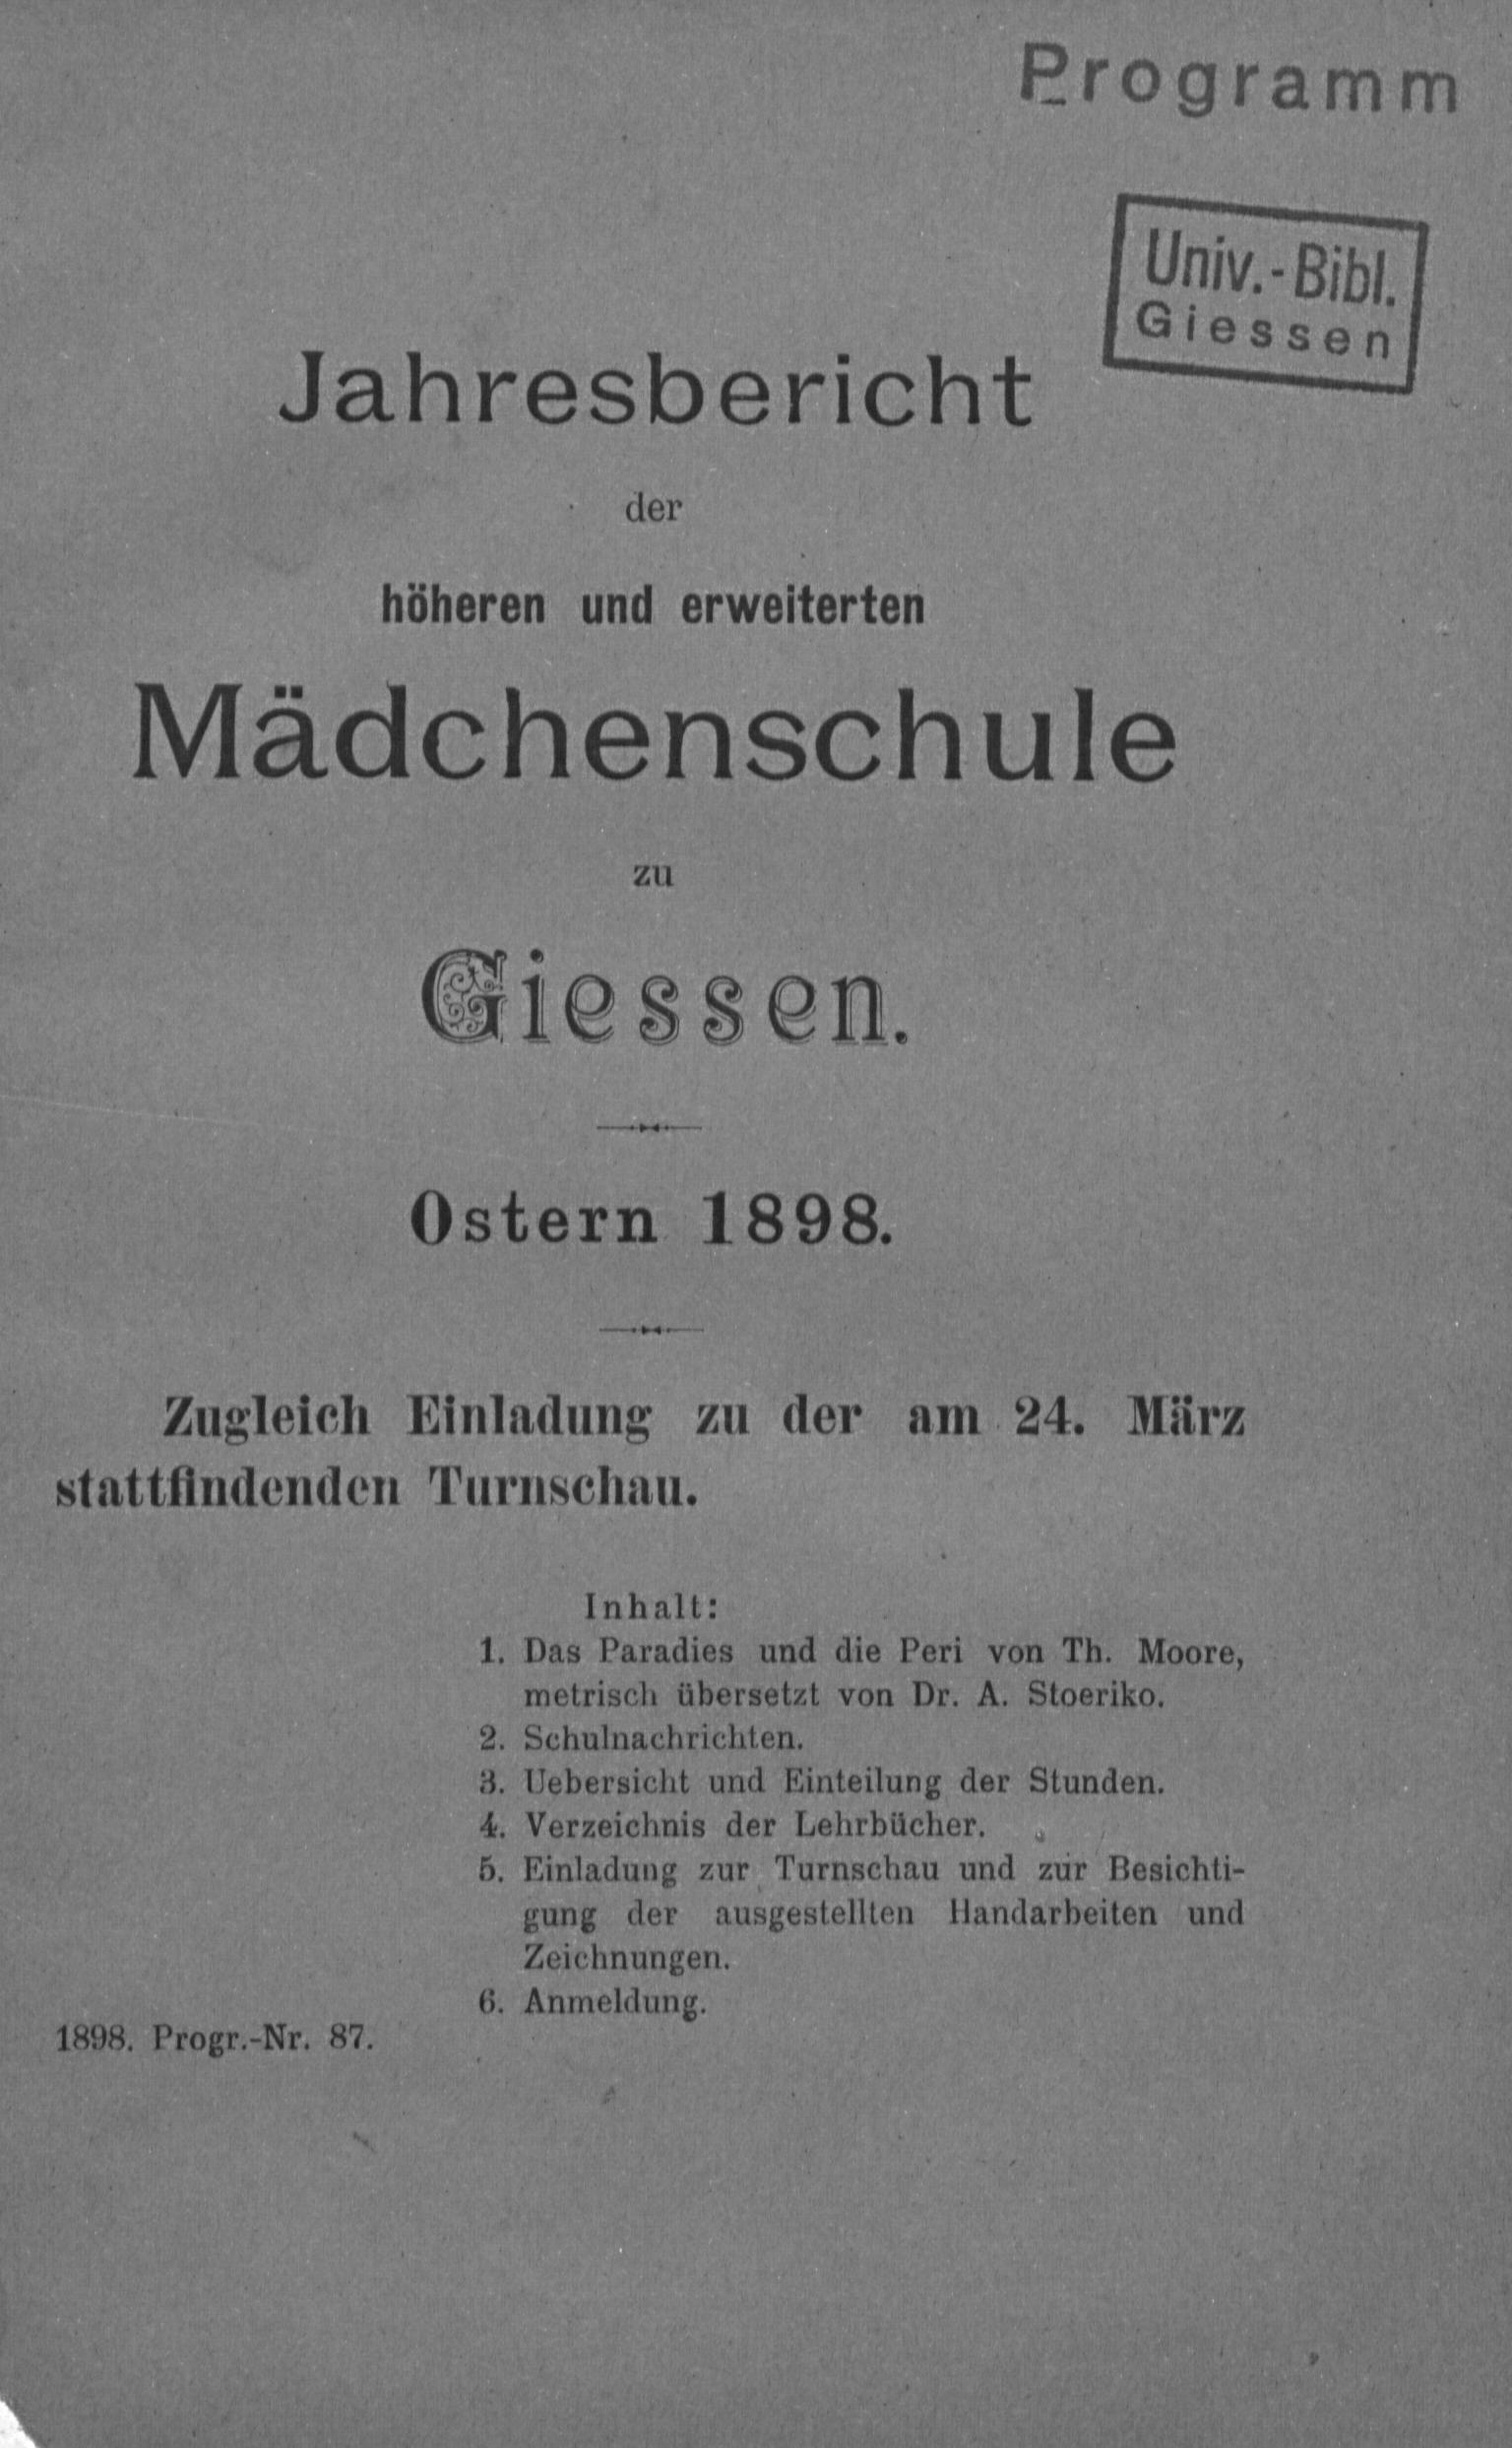 Programm
Univ.-Bibl.
Giessen
Jahresbericht
der
höheren und erweiterten
Mädchenschule
zu
Giessen.
Ostern 1898.
Zugleich Einladung zu der am 24. März
stattfindenden Turnschau.
Inhalt:
1. Das Paradies und die Peri von Th. Moore,
metrisch übersetzt von Dr. A. Stoeriko.
2. Schulnachrichten.
3. Uebersicht und Einteilung der Stunden.
4. Verzeichnis der Lehrbücher.
5. Einladung zur Turnschau und zur Besichti-
gung der ausgestellten Handarbeiten und
Zeichnungen.
6. Anmeldung.
1898. Progr.-Nr. 87.